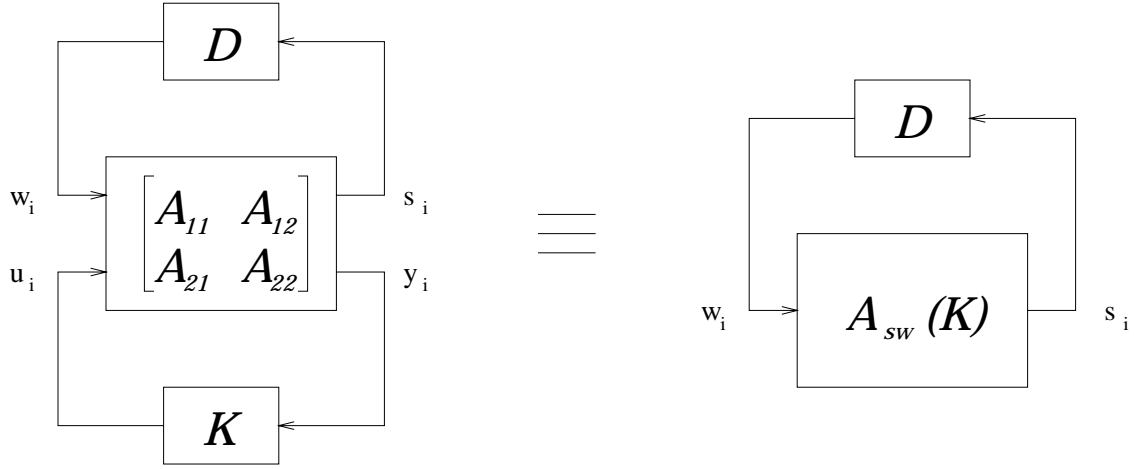 D
w_i [A_11 A_12 s_i
u_i A_21 A_22] y_i
K
≡
D
w_i A_sw (K) s_i